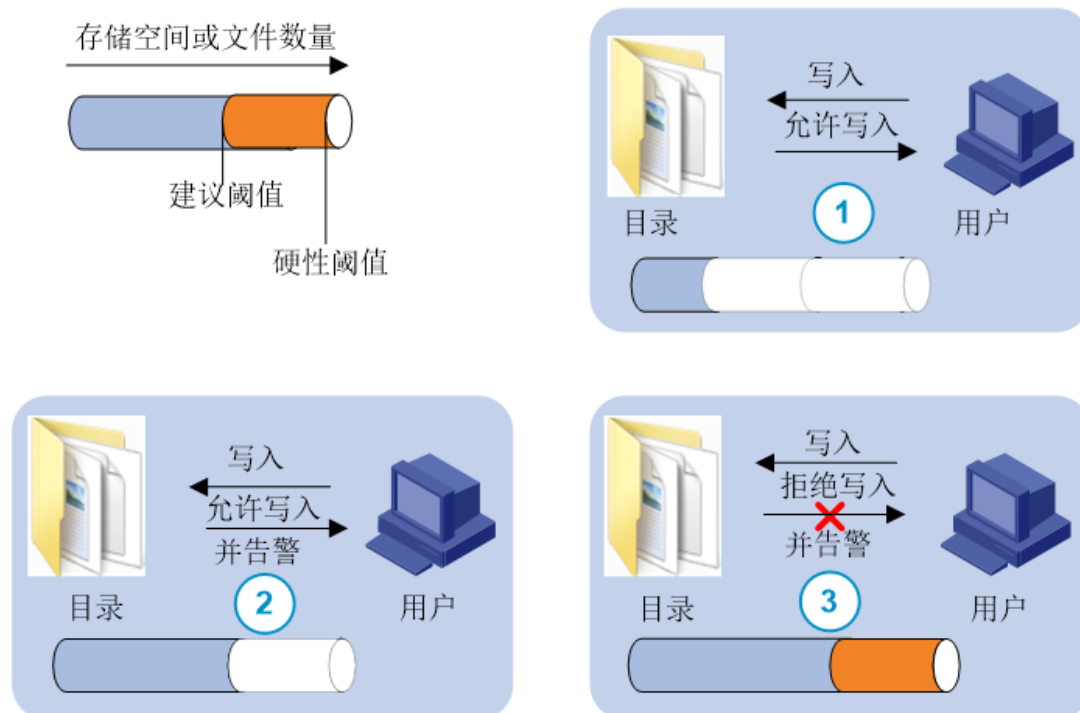 存储空间或文件数量
建议阈值
硬性阈值
写入
允许写入
目录
1
用户
写入
允许写入
并告警
目录
2
用户
写入
拒绝写入
并告警
目录
3
用户